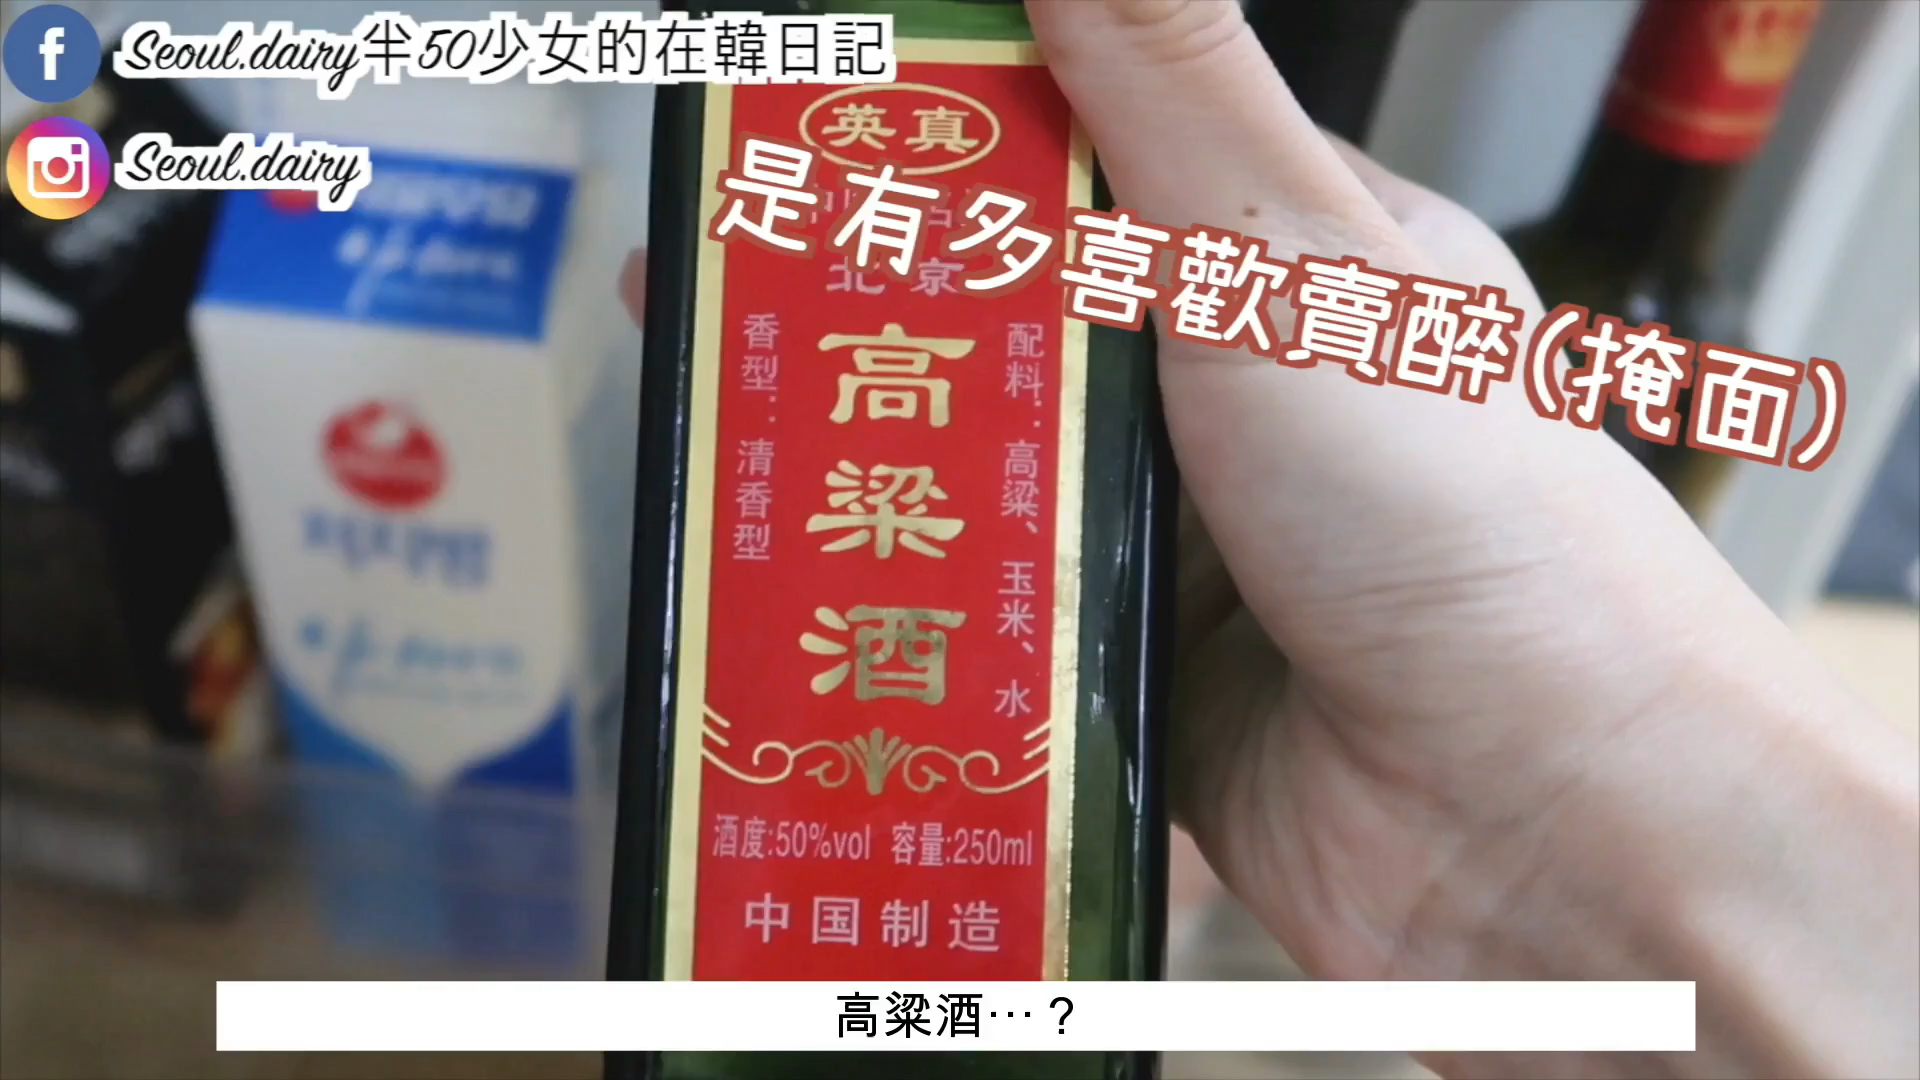 Seoul.dairy半50少女的在韓日記
Seoul.dairy
英真
北京
是有多喜歡賣醉(掩面)
香型：清香型
高粱酒
配料：高粱、玉米、水
酒度:50%vol 容量:250ml
中国制造
高粱酒…？